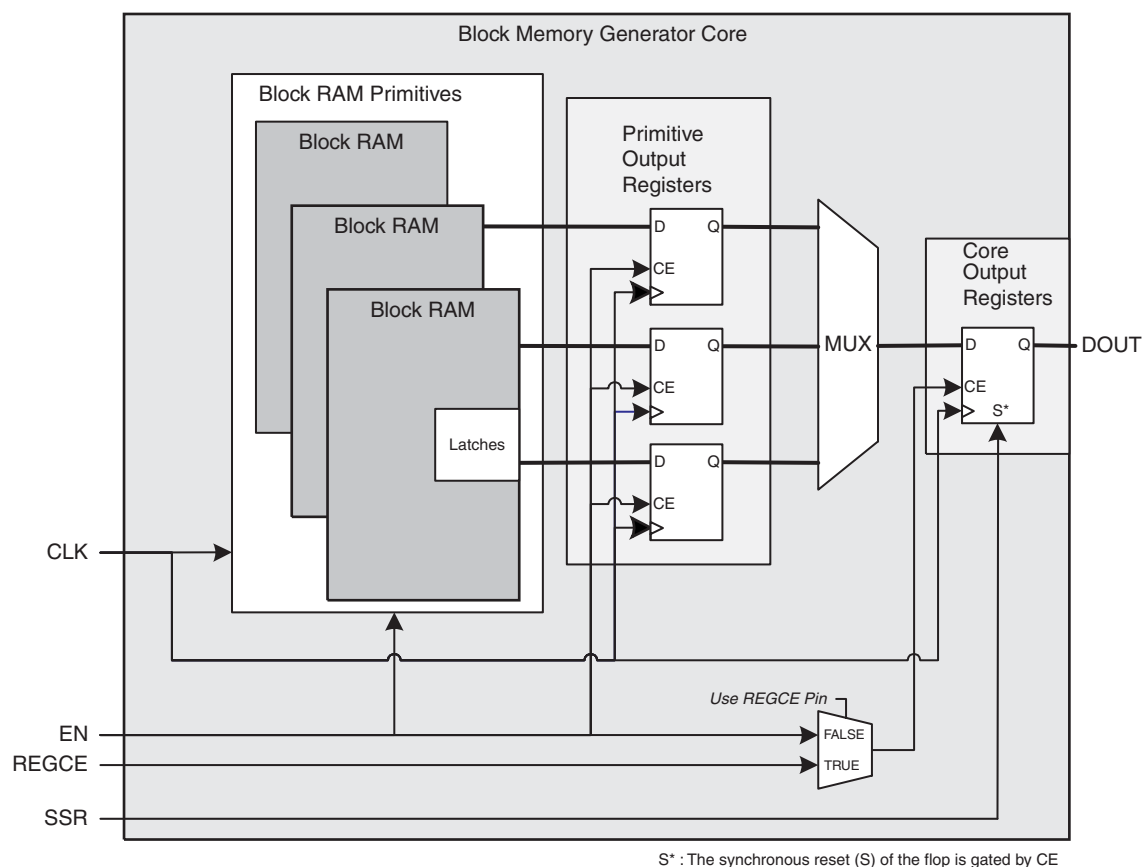 Block Memory Generator Core
Block RAM Primitives
Block RAM
Block RAM
Block RAM
Latches
Primitive
Output
Registers
D Q
CE
D Q
CE
D Q
CE
MUX
Core
Output
Registers
D Q
CE
S*
DOUT
CLK
Use REGCE Pin
EN
FALSE
REGCE
TRUE
SSR
S* : The synchronous reset (S) of the flop is gated by CE